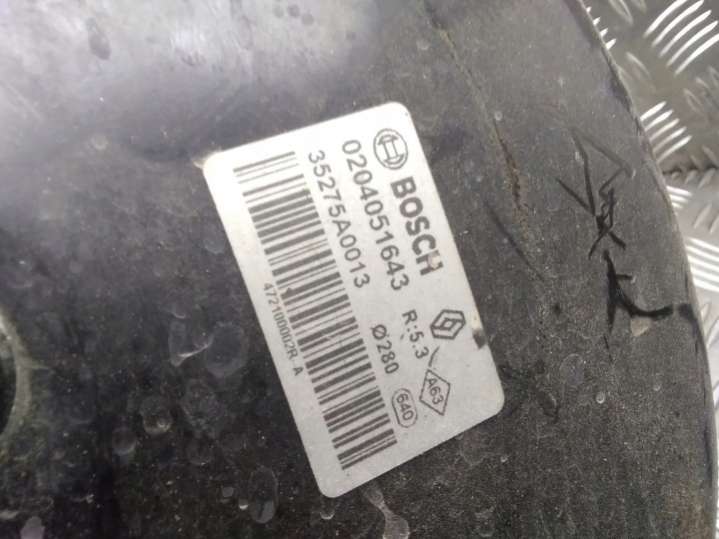 BOSCH
0204051643 R:5.3 A63
35275A0013 Ø280 640
472100002R. A